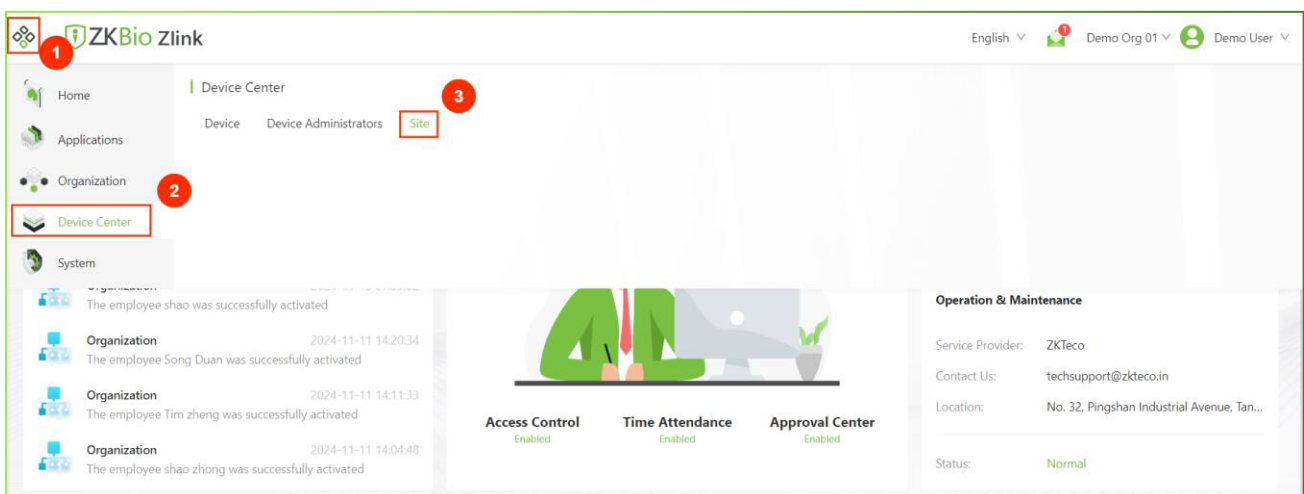 ZKBio Zlink
English
1
Demo Org 01
Demo User
1
Home
Applications
Organization
2
Device Center
System
Device Center
3
Device
Device Administrators
Site
The employee shao was successfully activated
Organization
2024-11-11 14:20:34
The employee Song Duan was successfully activated
Organization
2024-11-11 14:11:33
The employee Tim zheng was successfully activated
Organization
2024-11-11 14:04:48
The employee shao zhong was successfully activated
Access Control
Enabled
Time Attendance
Enabled
Approval Center
Enabled
Operation & Maintenance
Service Provider: ZKTeco
Contact Us: techsupport@zkteco.in
Location: No. 32, Pingshan Industrial Avenue, Tan...
Status: Normal